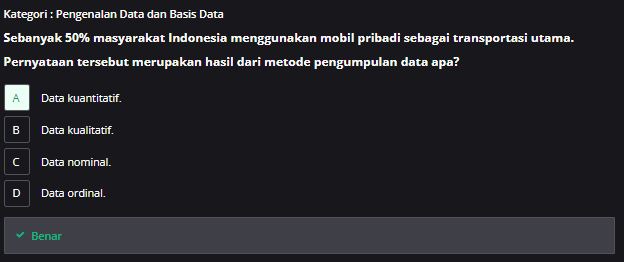 Kategori : Pengenalan Data dan Basis Data
Sebanyak 50% masyarakat Indonesia menggunakan mobil pribadi sebagai transportasi utama.
Pernyataan tersebut merupakan hasil dari metode pengumpulan data apa?
A Data kuantitatif.
B Data kualitatif.
C Data nominal.
D Data ordinal.
✔ Benar